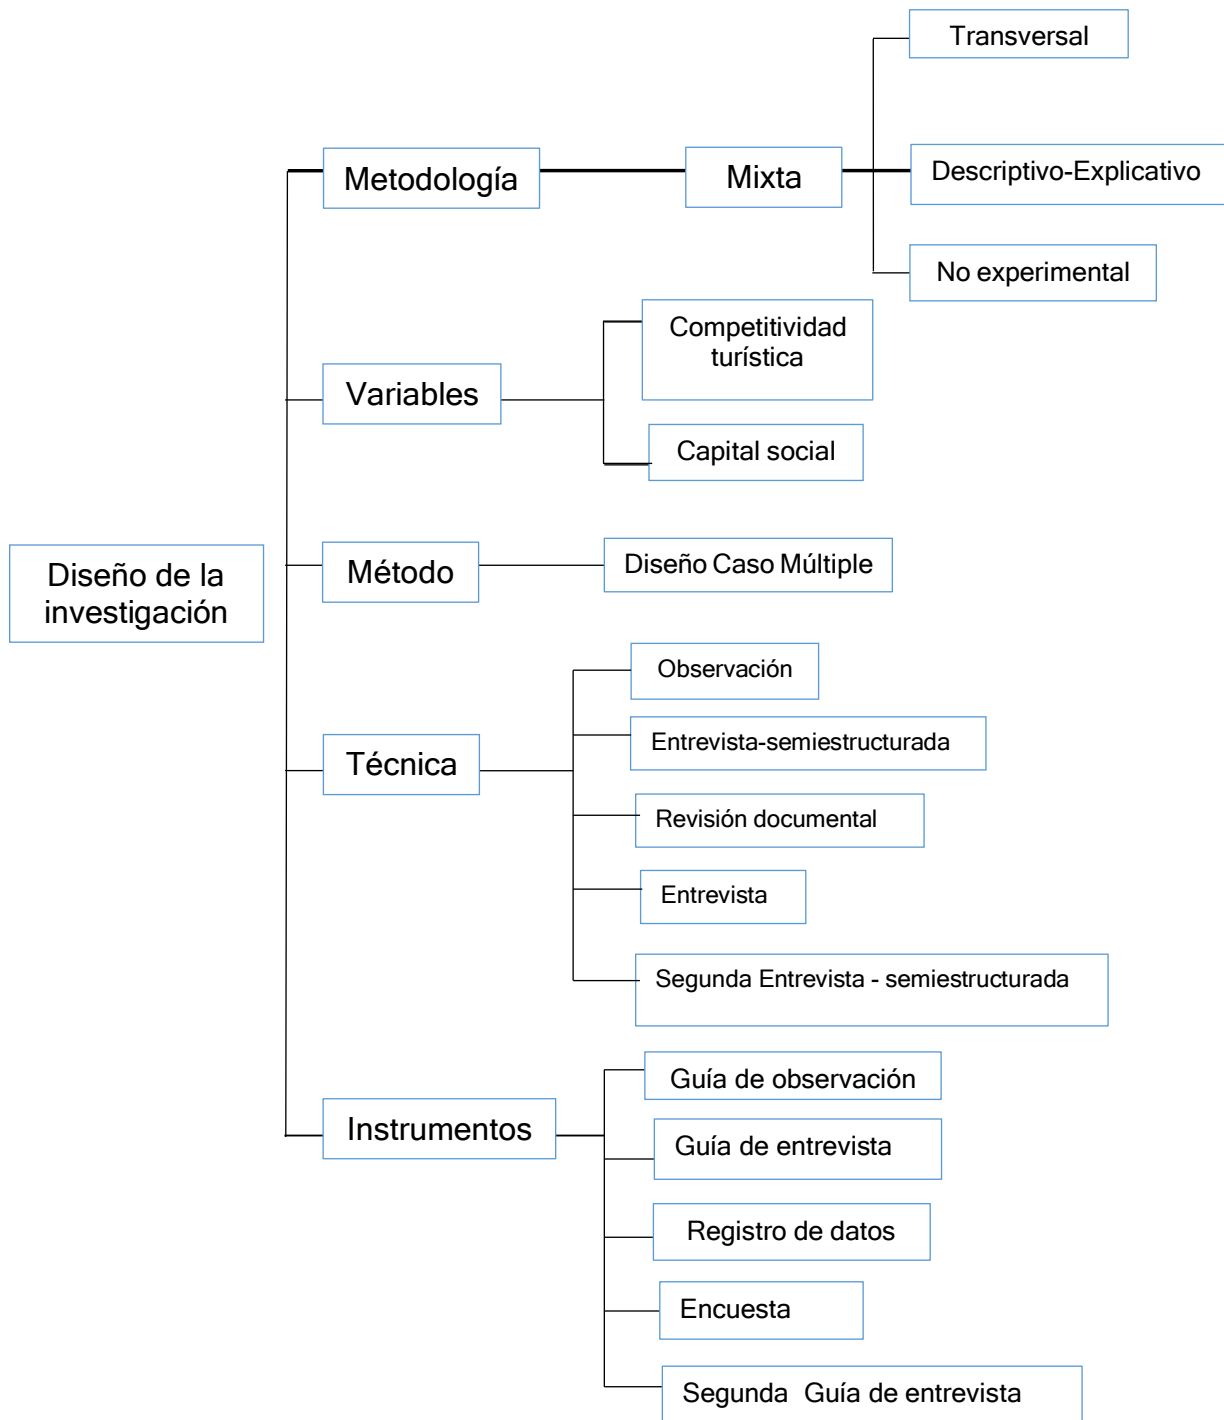 Transversal
Metodología
Mixta
Descriptivo-Explicativo
No experimental
Competitividad
turística
Variables
Capital social
Diseño de la
investigación
Método
Diseño Caso Múltiple
Observación
Entrevista-semiestructurada
Técnica
Revisión documental
Entrevista
Segunda Entrevista - semiestructurada
Guía de observación
Instrumentos
Guía de entrevista
Registro de datos
Encuesta
Segunda Guía de entrevista